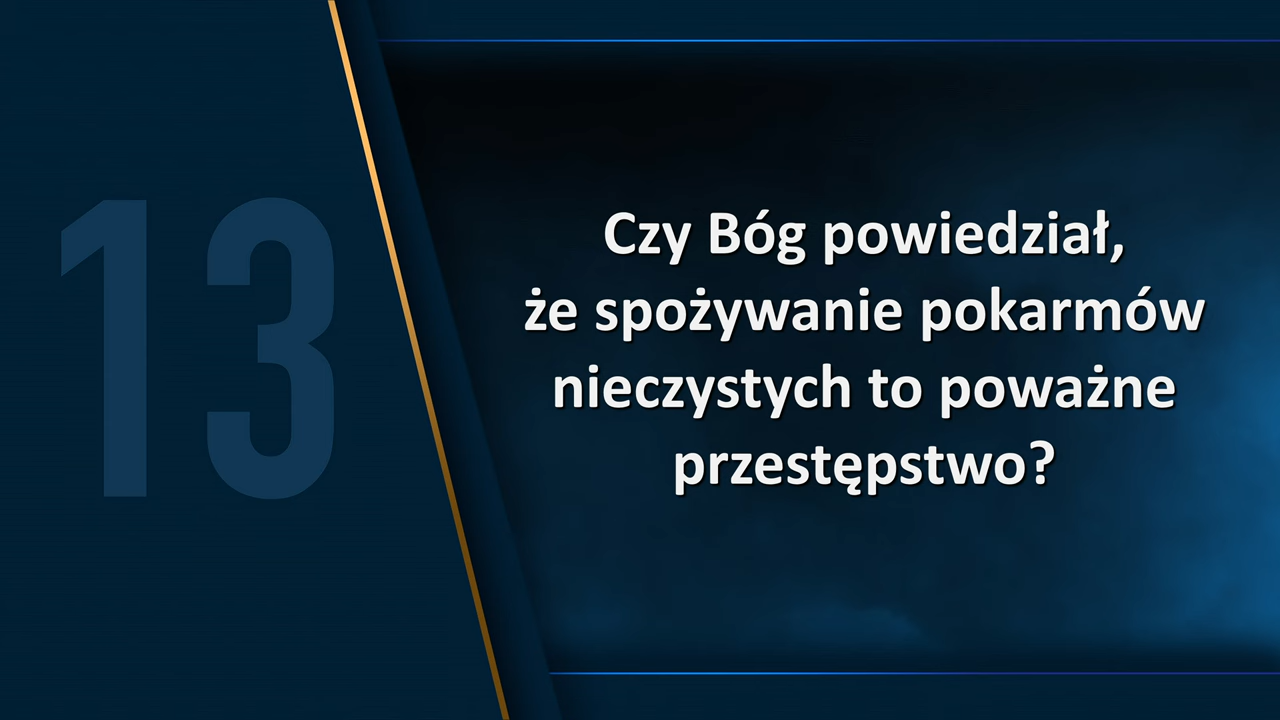 13
Czy Bóg powiedział,
że spożywanie pokarmów
nieczystych to poważne
przestępstwo?